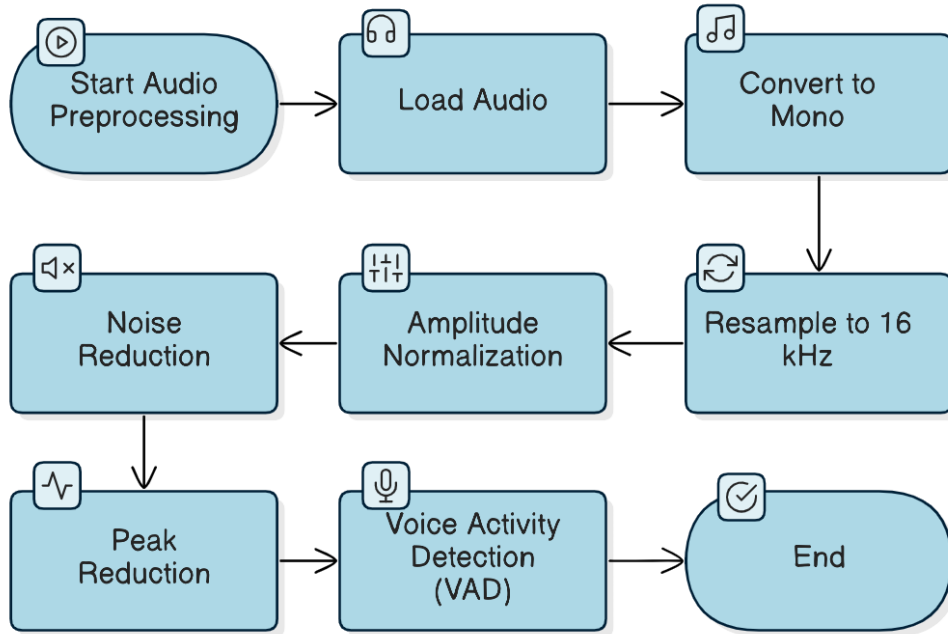 Start Audio
Preprocessing
Load Audio
Convert to
Mono
Resample to 16
kHz
Amplitude
Normalization
Noise
Reduction
Peak
Reduction
Voice Activity
Detection
(VAD)
End